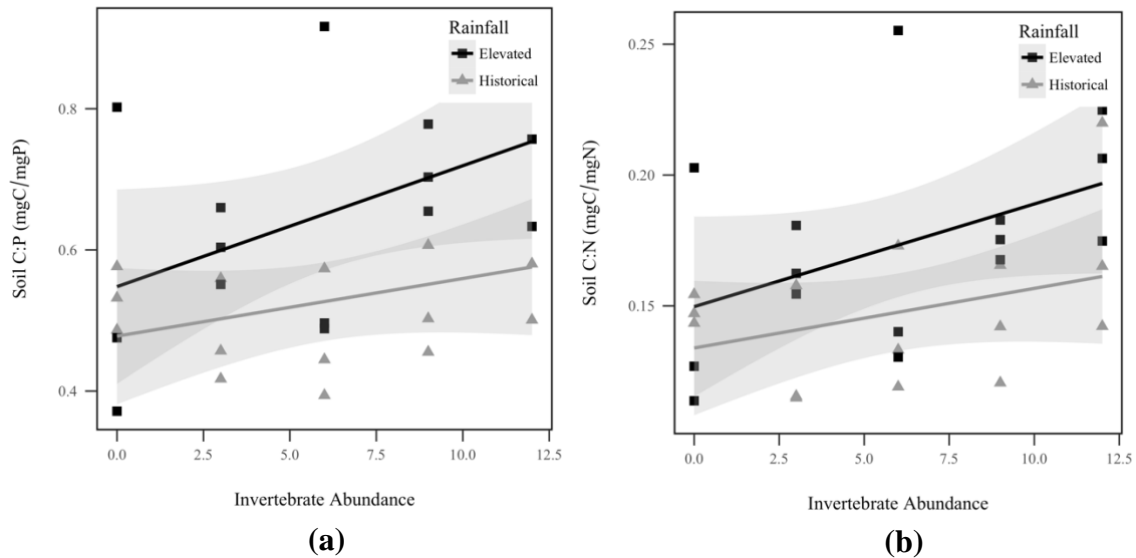 Rainfall
Elevated
Historical
0.8
0.6
0.4
Soil C:P (mgC/mgP)
0.0 2.5 5.0 7.5 10.0 12.5
Invertebrate Abundance
(a)
Rainfall
Elevated
Historical
0.25
0.20
0.15
Soil C:N (mgC/mgN)
0.0 2.5 5.0 7.5 10.0 12.5
Invertebrate Abundance
(b)